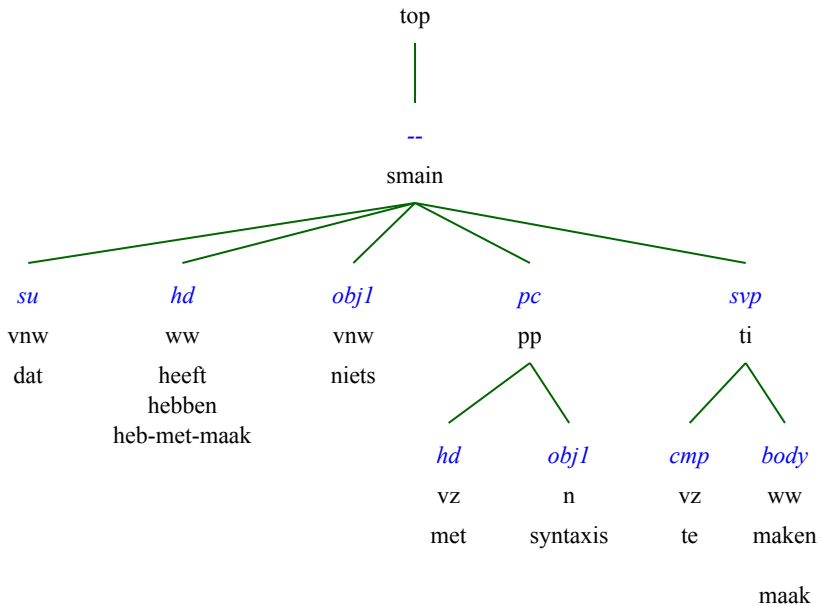 top
--
smain
su hd obj1 pc svp
vnw ww vnw pp ti
dat heeft niets
hebben
heb-met-maak
hd obj1 cmp body
vz n vz ww
met syntaxis te maken
maak